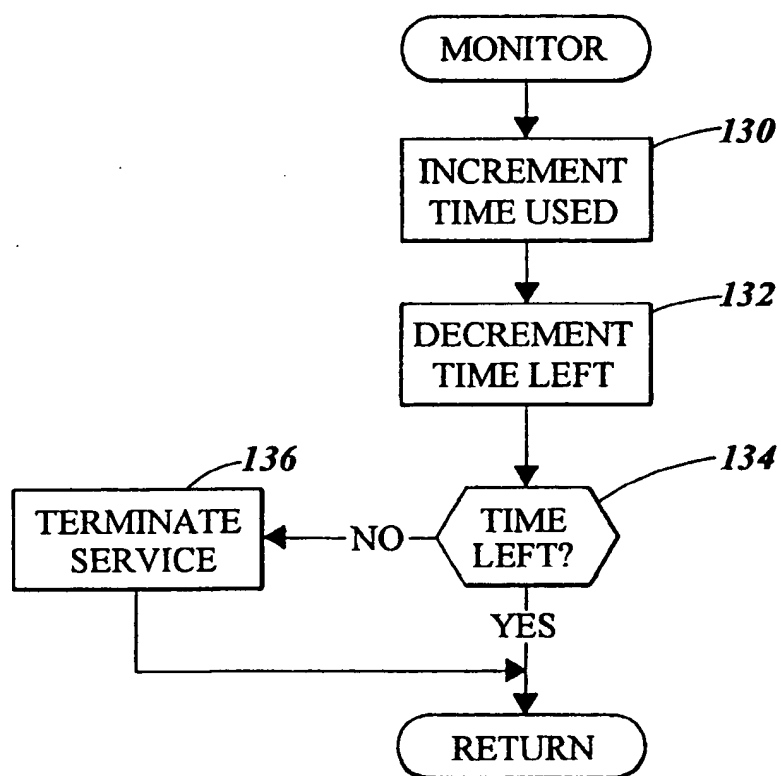 MONITOR
130
INCREMENT
TIME USED
132
DECREMENT
TIME LEFT
134
TIME
LEFT?
136
TERMINATE
SERVICE
NO
YES
RETURN